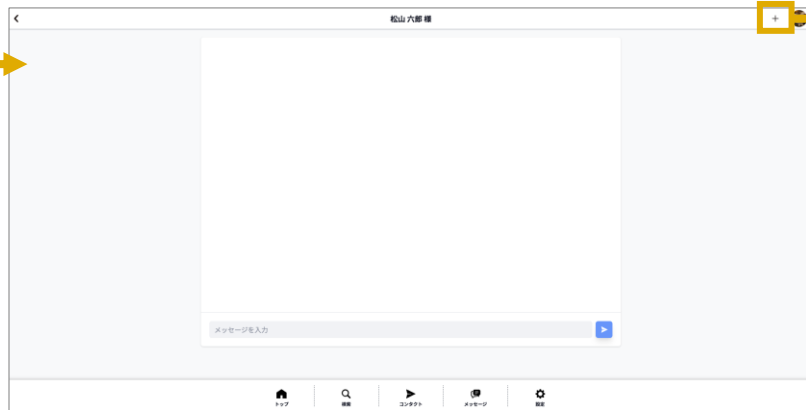 松山 六郎 様
メッセージを入力
トップ
検索
コンタクト
メッセージ
設定